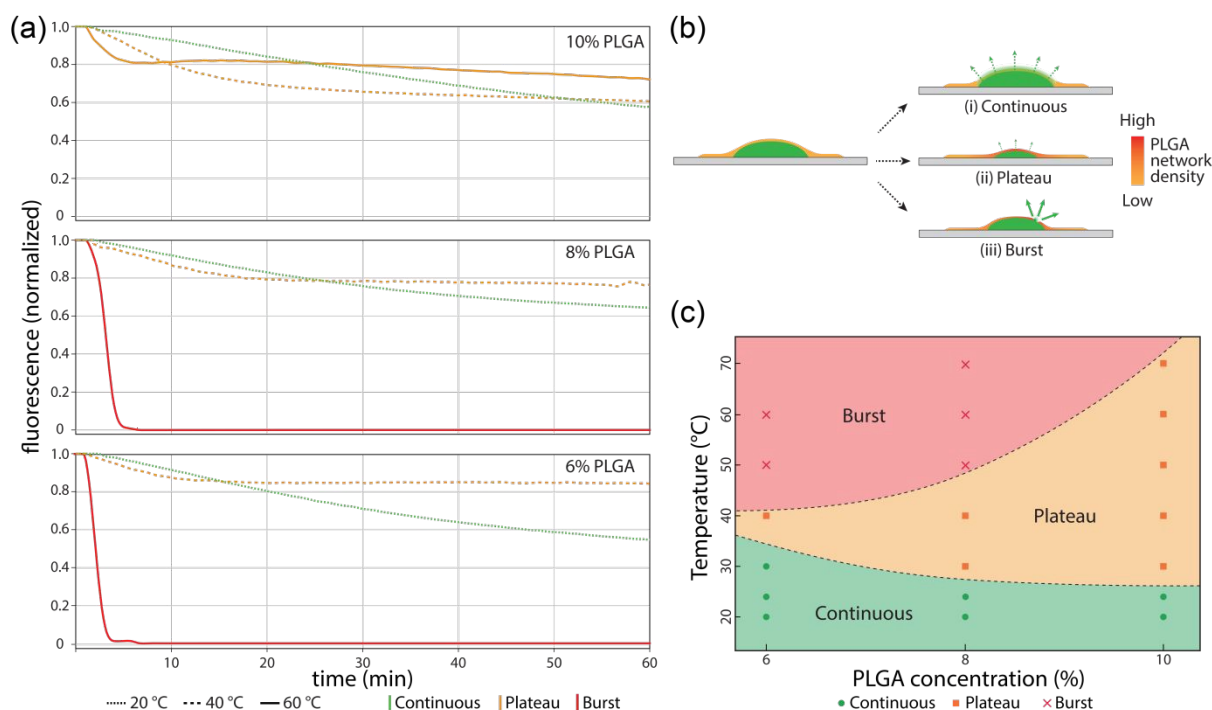 (a)
1.0
0.8
0.6
0.4
0.2
0
10% PLGA
1.0
0.8
0.6
0.4
0.2
0
8% PLGA
1.0
0.8
0.6
0.4
0.2
0
6% PLGA
fluorescence (normalized)
10 20 30 40 50 60
time (min)
20 °C 40 °C 60 °C Continuous Plateau Burst
(b)
(i) Continuous
(ii) Plateau
(iii) Burst
High
PLGA
network
density
Low
(c)
Temperature (°C)
70
60
50
40
30
20
Burst
Plateau
Continuous
6 8 10
PLGA concentration (%)
Continuous Plateau Burst